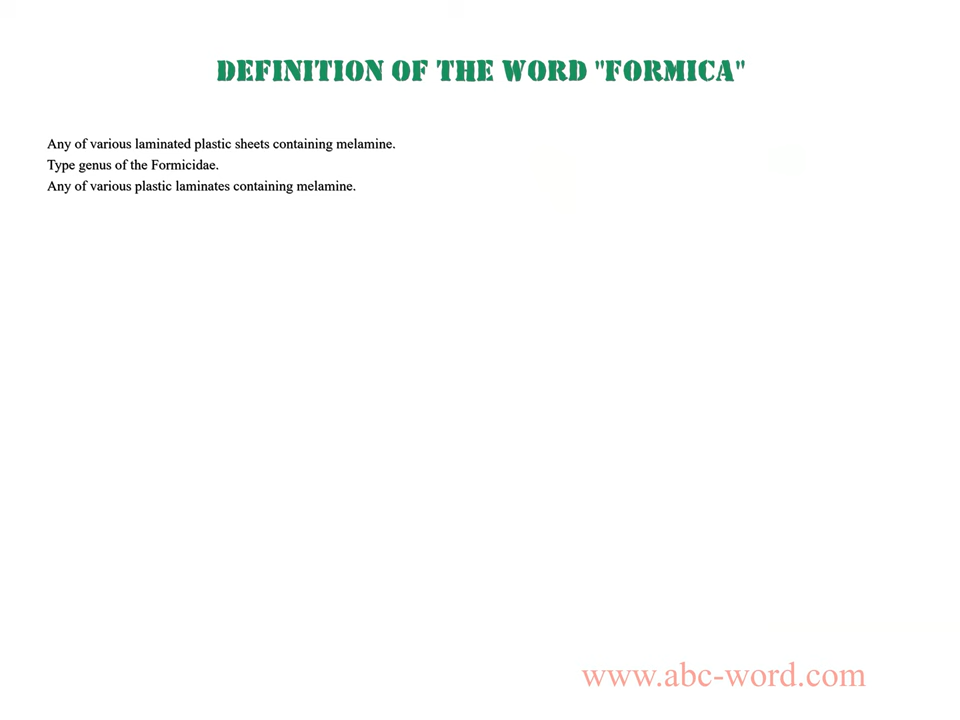 DEFINITION OF THE WORD "FORMICA"
Any of various laminated plastic sheets containing melamine.
Type genus of the Formicidae.
Any of various plastic laminates containing melamine.
www.abc-word.com